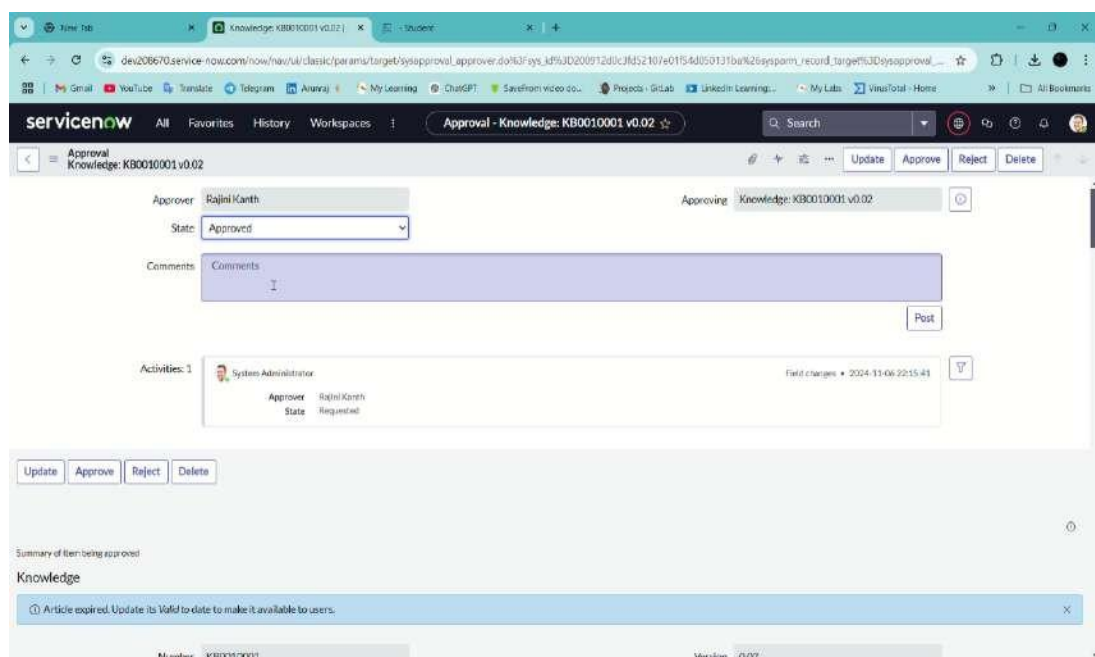 New Tab
Knowledge: KB0010001 v0.02 |
- Student
dev208670.service-now.com/now/nav/ui/classic/params/target/
Gmail YouTube Translate Telegram My Learning ChatGPT SaveFrom video do... Projects · GitLab LinkedIn Learning:... My Labs VirusTotal - Home All Bookmarks
servicenow All Favorites History Workspaces Approval - Knowledge: KB0010001 v0.02 Search
Approval
Knowledge: KB0010001 v0.02
Update Approve Reject Delete
Approver Rajini Kanth Approving Knowledge: KB0010001 v0.02
State Approved
Comments Comments
Post
Activities: 1 System Administrator Field changes • 2024-11-06 22:15:41
Approver Rajini Kanth
State Requested
Update Approve Reject Delete
Summary of Item being approved
Knowledge
Article expired. Update its Valid to date to make it available to users.
Number KB0010001 Version 0.02